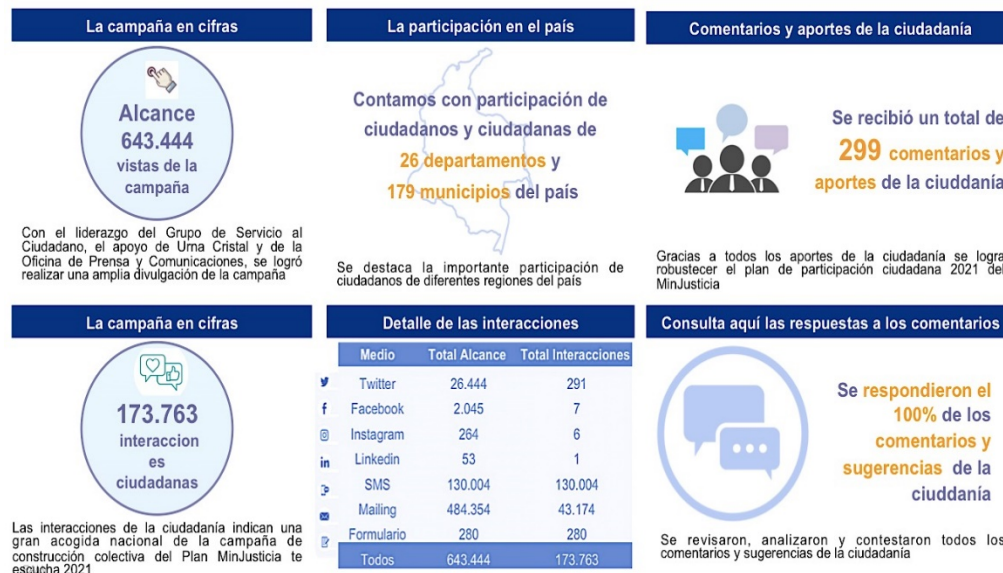 La campaña en cifras
Alcance
643.444
vistas de la
campaña
Con el liderazgo del Grupo de Servicio al
Ciudadano, el apoyo de Urna Cristal y de la
Oficina de Prensa y Comunicaciones, se logró
realizar una amplia divulgación de la campaña
La participación en el país
Contamos con participación de
ciudadanos y ciudadanas de
26 departamentos y
179 municipios del país
Se destaca la importante participación de
ciudadanos de diferentes regiones del país
Comentarios y aportes de la ciudadanía
Se recibió un total de
299 comentarios y
aportes de la ciuddanía
Gracias a todos los aportes de la ciudadanía se logra
robustecer el plan de participación ciudadana 2021 del
MinJusticia
La campaña en cifras
173.763
interaccion
es
ciudadanas
Las interacciones de la ciudadanía indican una
gran acogida nacional de la campaña de
construcción colectiva del Plan MinJusticia te
escucha 2021
Detalle de las interacciones
Medio Total Alcance Total Interacciones
Twitter 26.444 291
Facebook 2.045 7
Instagram 264 6
Linkedin 53 1
SMS 130.004 130.004
Mailing 484.354 43.174
Formulario 280 280
Todos 643.444 173.763
Consulta aquí las respuestas a los comentarios
Se respondieron el
100% de los
comentarios y
sugerencias de la
ciuddanía
Se revisaron, analizaron y contestaron todos los
comentarios y sugerencias de la ciudadanía